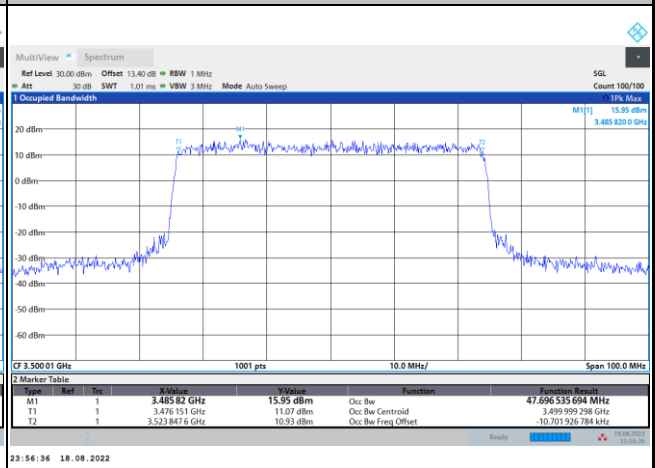 MultiView Spectrum
Ref Level 30.00 dBm Offset 13.40 dB RBW 1 MHz SGL
Att 30 dB SWT 1.01 ms VBW 3 MHz Mode Auto Sweep Count 100/100
1 Occupied Bandwidth 1Pk Max
M1[1] 15.95 dBm
3.485 820 0 GHz
20 dBm
T1
M1
T2
10 dBm
0 dBm
-10 dBm
-20 dBm
-30 dBm
-40 dBm
-50 dBm
-60 dBm
CF 3.500 01 GHz 1001 pts 10.0 MHz/ Span 100.0 MHz
2 Marker Table
Type Ref Trc X-Value Y-Value Function Function Result
M1 1 3.485 82 GHz 15.95 dBm Occ Bw 47.696 535 694 MHz
T1 1 3.476 151 GHz 11.07 dBm Occ Bw Centroid 3.499 999 298 GHz
T2 1 3.523 847 6 GHz 10.93 dBm Occ Bw Freq Offset -10.701 926 784 kHz
Ready 18.08.2022
23:56:36
23:56:36 18.08.2022